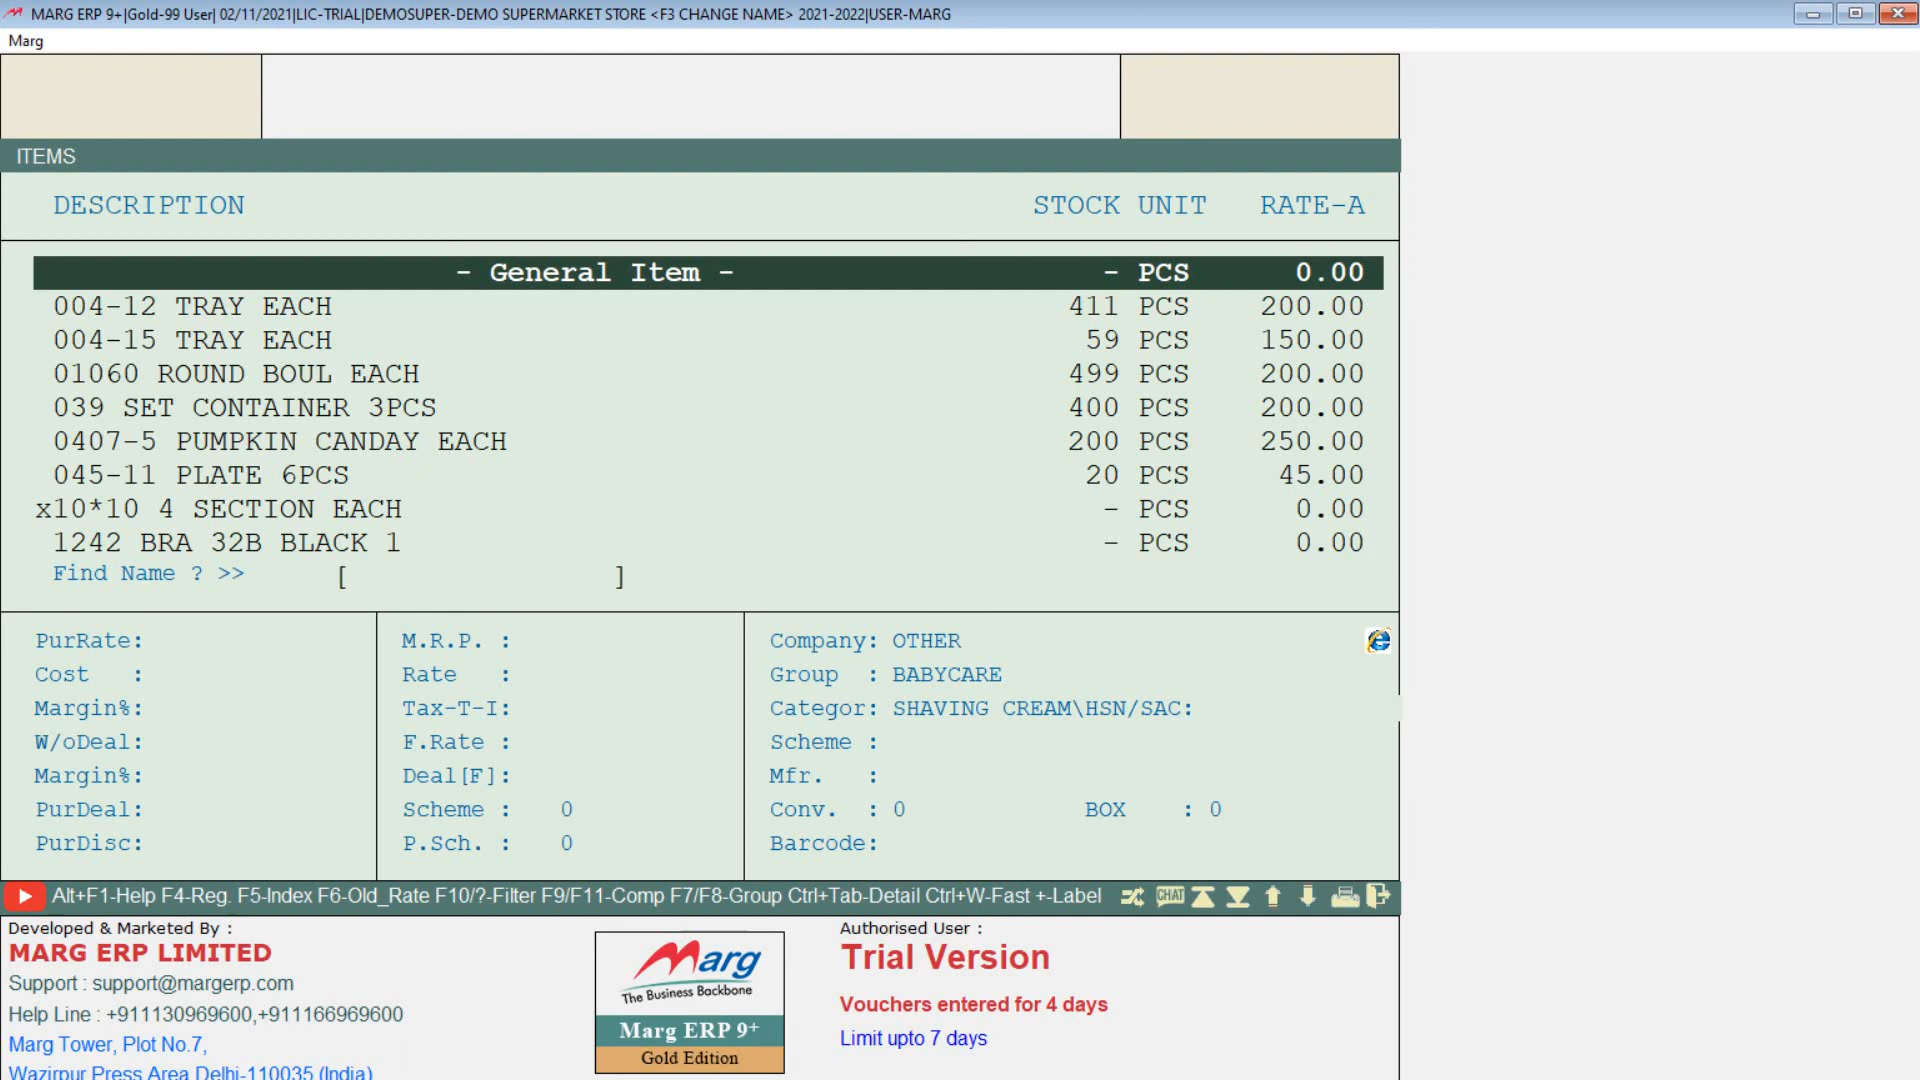 MARG ERP 9+|Gold-99 User| 02/11/2021|LIC-TRIAL|DEMOSUPER-DEMO SUPERMARKET STORE <F3 CHANGE NAME> 2021-2022|USER-MARG
Marg
ITEMS
DESCRIPTION STOCK UNIT RATE-A
- General Item - - PCS 0.00
004-12 TRAY EACH 411 PCS 200.00
004-15 TRAY EACH 59 PCS 150.00
01060 ROUND BOUL EACH 499 PCS 200.00
039 SET CONTAINER 3PCS 400 PCS 200.00
0407-5 PUMPKIN CANDAY EACH 200 PCS 250.00
045-11 PLATE 6PCS 20 PCS 45.00
x10*10 4 SECTION EACH - PCS 0.00
1242 BRA 32B BLACK 1 - PCS 0.00
Find Name ? >> [ ]
PurRate: M.R.P. : Company: OTHER
Cost : Rate : Group : BABYCARE
Margin%: Tax-T-I: Categor: SHAVING CREAM\HSN/SAC:
W/oDeal: F.Rate : Scheme :
Margin%: Deal[F]: Mfr. :
PurDeal: Scheme : 0 Conv. : 0 BOX : 0
PurDisc: P.Sch. : 0 Barcode:
Alt+F1-Help F4-Reg. F5-Index F6-Old_Rate F10/?-Filter F9/F11-Comp F7/F8-Group Ctrl+Tab-Detail Ctrl+W-Fast +-Label CHAT
Developed & Marketed By :
MARG ERP LIMITED
Support : support@margerp.com
Help Line : +911130969600,+911166969600
Marg Tower, Plot No.7,
Wazirpur Press Area Delhi-110035 (India)
Marg
The Business Backbone
Marg ERP 9+
Gold Edition
Authorised User :
Trial Version
Vouchers entered for 4 days
Limit upto 7 days